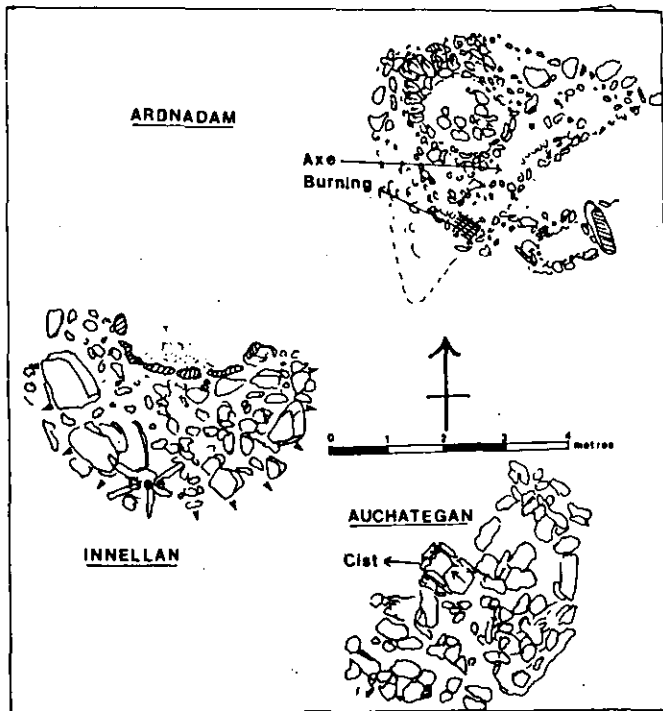 ARDNADAM
Axe
Burning
0 1 2 3 4 metres
INNELLAN
AUCHATEGAN
Cist